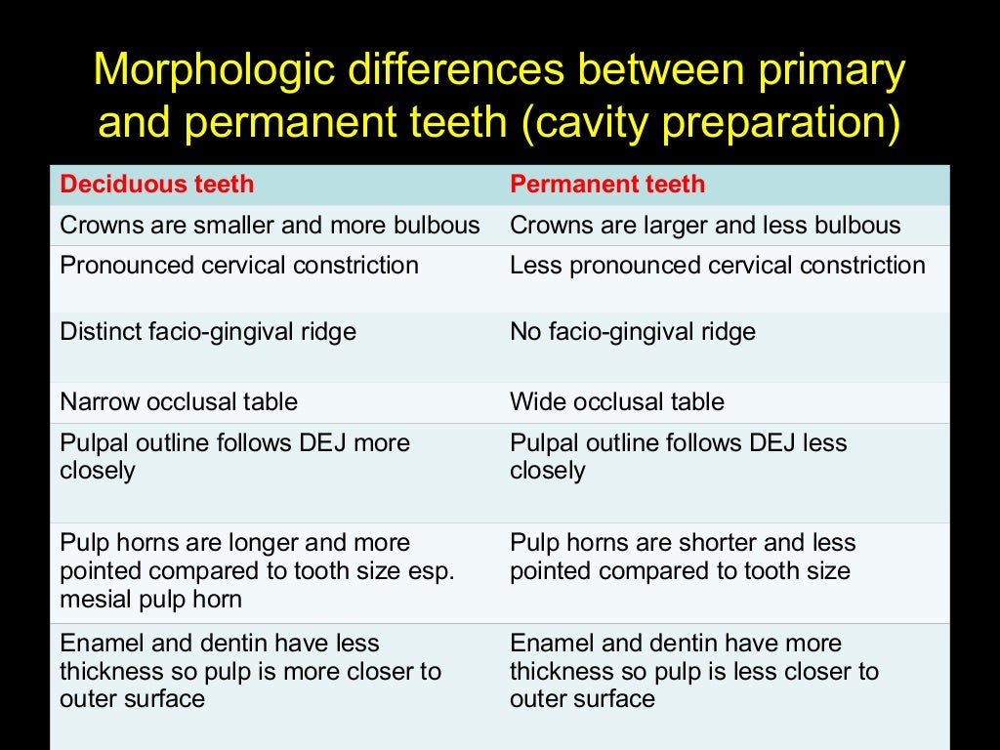 Morphologic differences between primary
and permanent teeth (cavity preparation)
Deciduous teeth
Permanent teeth
Crowns are smaller and more bulbous
Crowns are larger and less bulbous
Pronounced cervical constriction
Less pronounced cervical constriction
Distinct facio-gingival ridge
No facio-gingival ridge
Narrow occlusal table
Wide occlusal table
Pulpal outline follows DEJ more
closely
Pulpal outline follows DEJ less
closely
Pulp horns are longer and more
pointed compared to tooth size esp.
mesial pulp horn
Pulp horns are shorter and less
pointed compared to tooth size
Enamel and dentin have less
thickness so pulp is more closer to
outer surface
Enamel and dentin have more
thickness so pulp is less closer to
outer surface